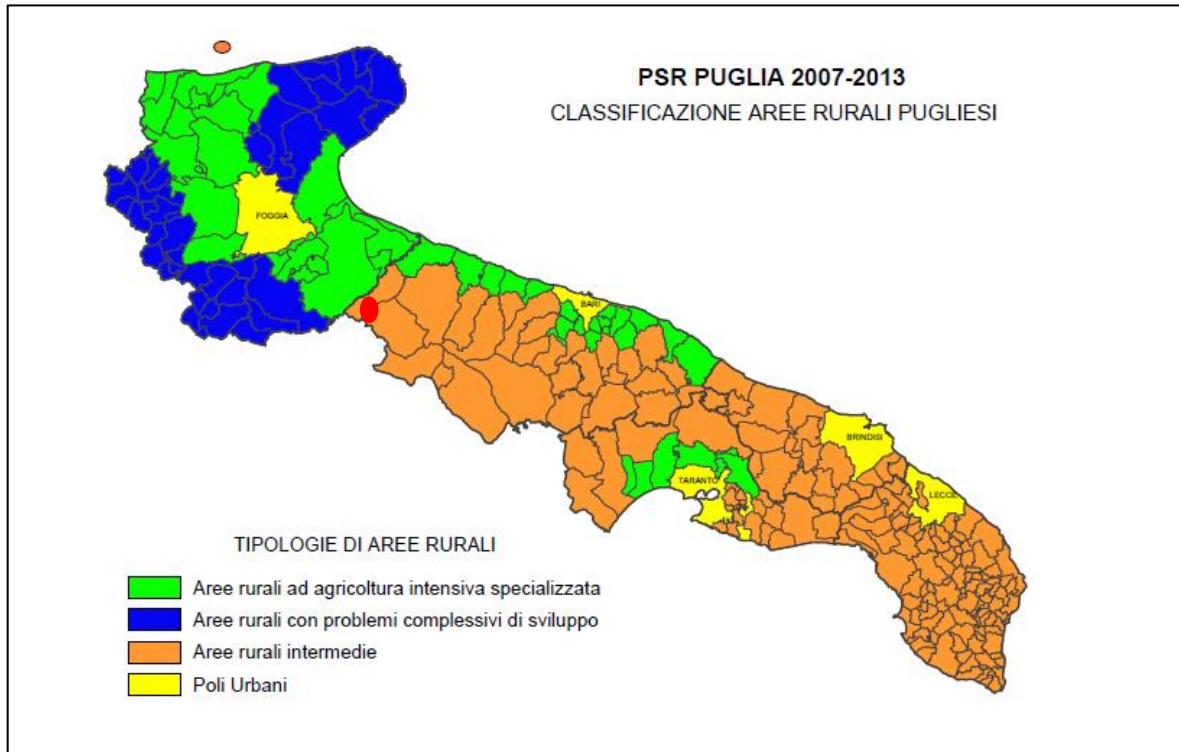 PSR PUGLIA 2007-2013
CLASSIFICAZIONE AREE RURALI PUGLIESI
FOGGIA
BARI
BRINDISI
TARANTO
LECCE
TIPOLOGIE DI AREE RURALI
Aree rurali ad agricoltura intensiva specializzata
Aree rurali con problemi complessivi di sviluppo
Aree rurali intermedie
Poli Urbani